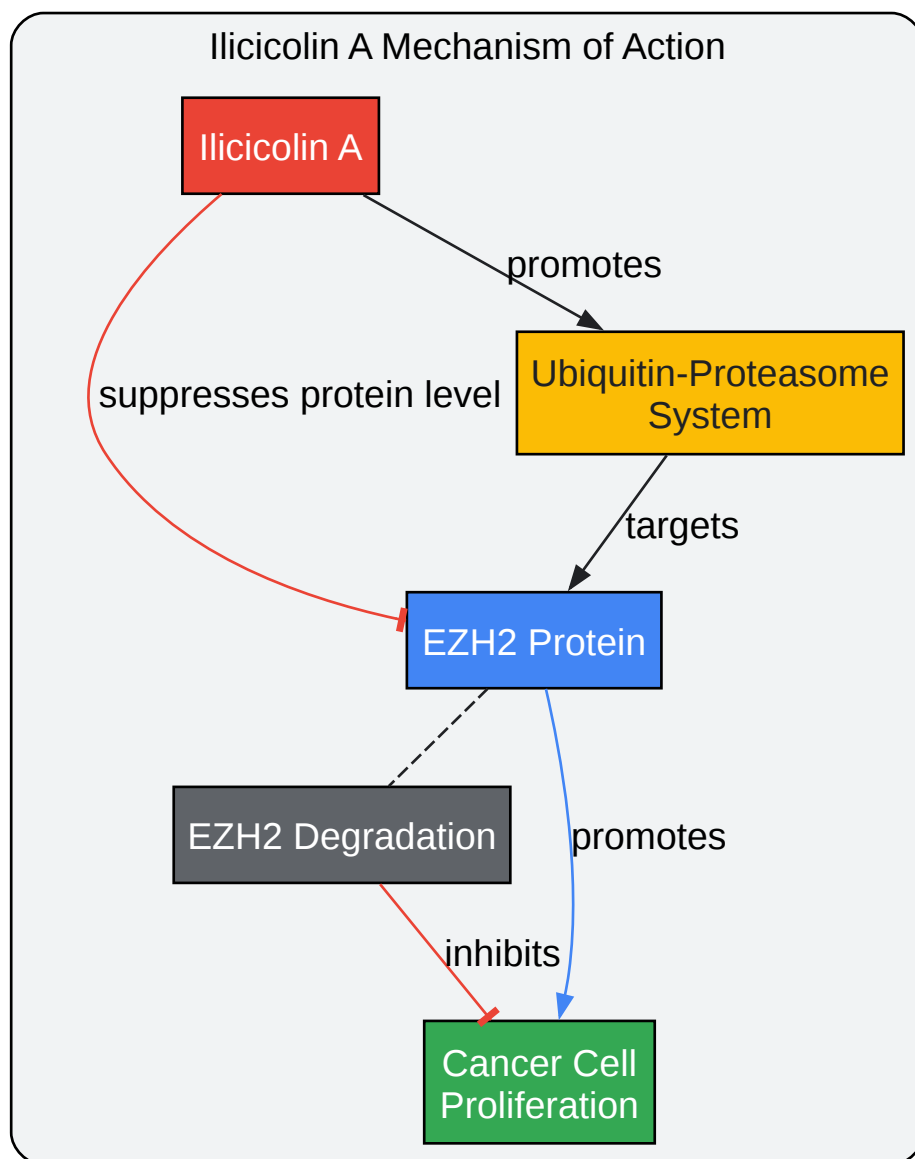 Ilicicolin A Mechanism of Action
Ilicicolin A
promotes
Ubiquitin-Proteasome
System
suppresses protein level
targets
EZH2 Protein
EZH2 Degradation
promotes
inhibits
Cancer Cell
Proliferation